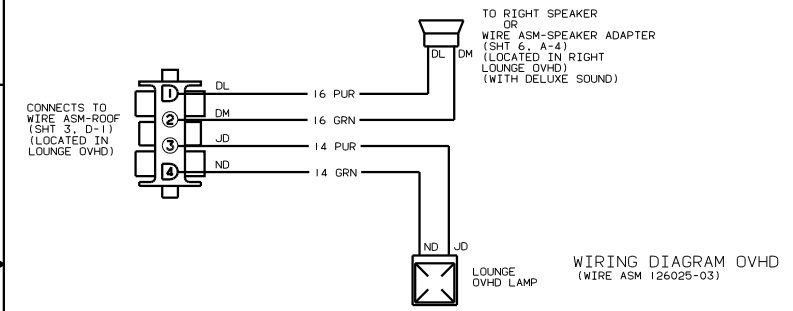 TO RIGHT SPEAKER
OR
WIRE ASM-SPEAKER ADAPTER
(SHT 6, A-4)
(LOCATED IN RIGHT
LOUNGE OVHD)
(WITH DELUXE SOUND)
DL DM
CONNECTS TO
WIRE ASM-ROOF
(SHT 3, D-1)
(LOCATED IN
LOUNGE OVHD)
1 DL 16 PUR
2 DM 16 GRN
3 JD 14 PUR
4 ND 14 GRN
ND JD
LOUNGE
OVHD LAMP
WIRING DIAGRAM OVHD
(WIRE ASM 126025-03)